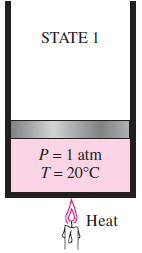 STATE 1
P = 1 atm
T = 20°C
Heat